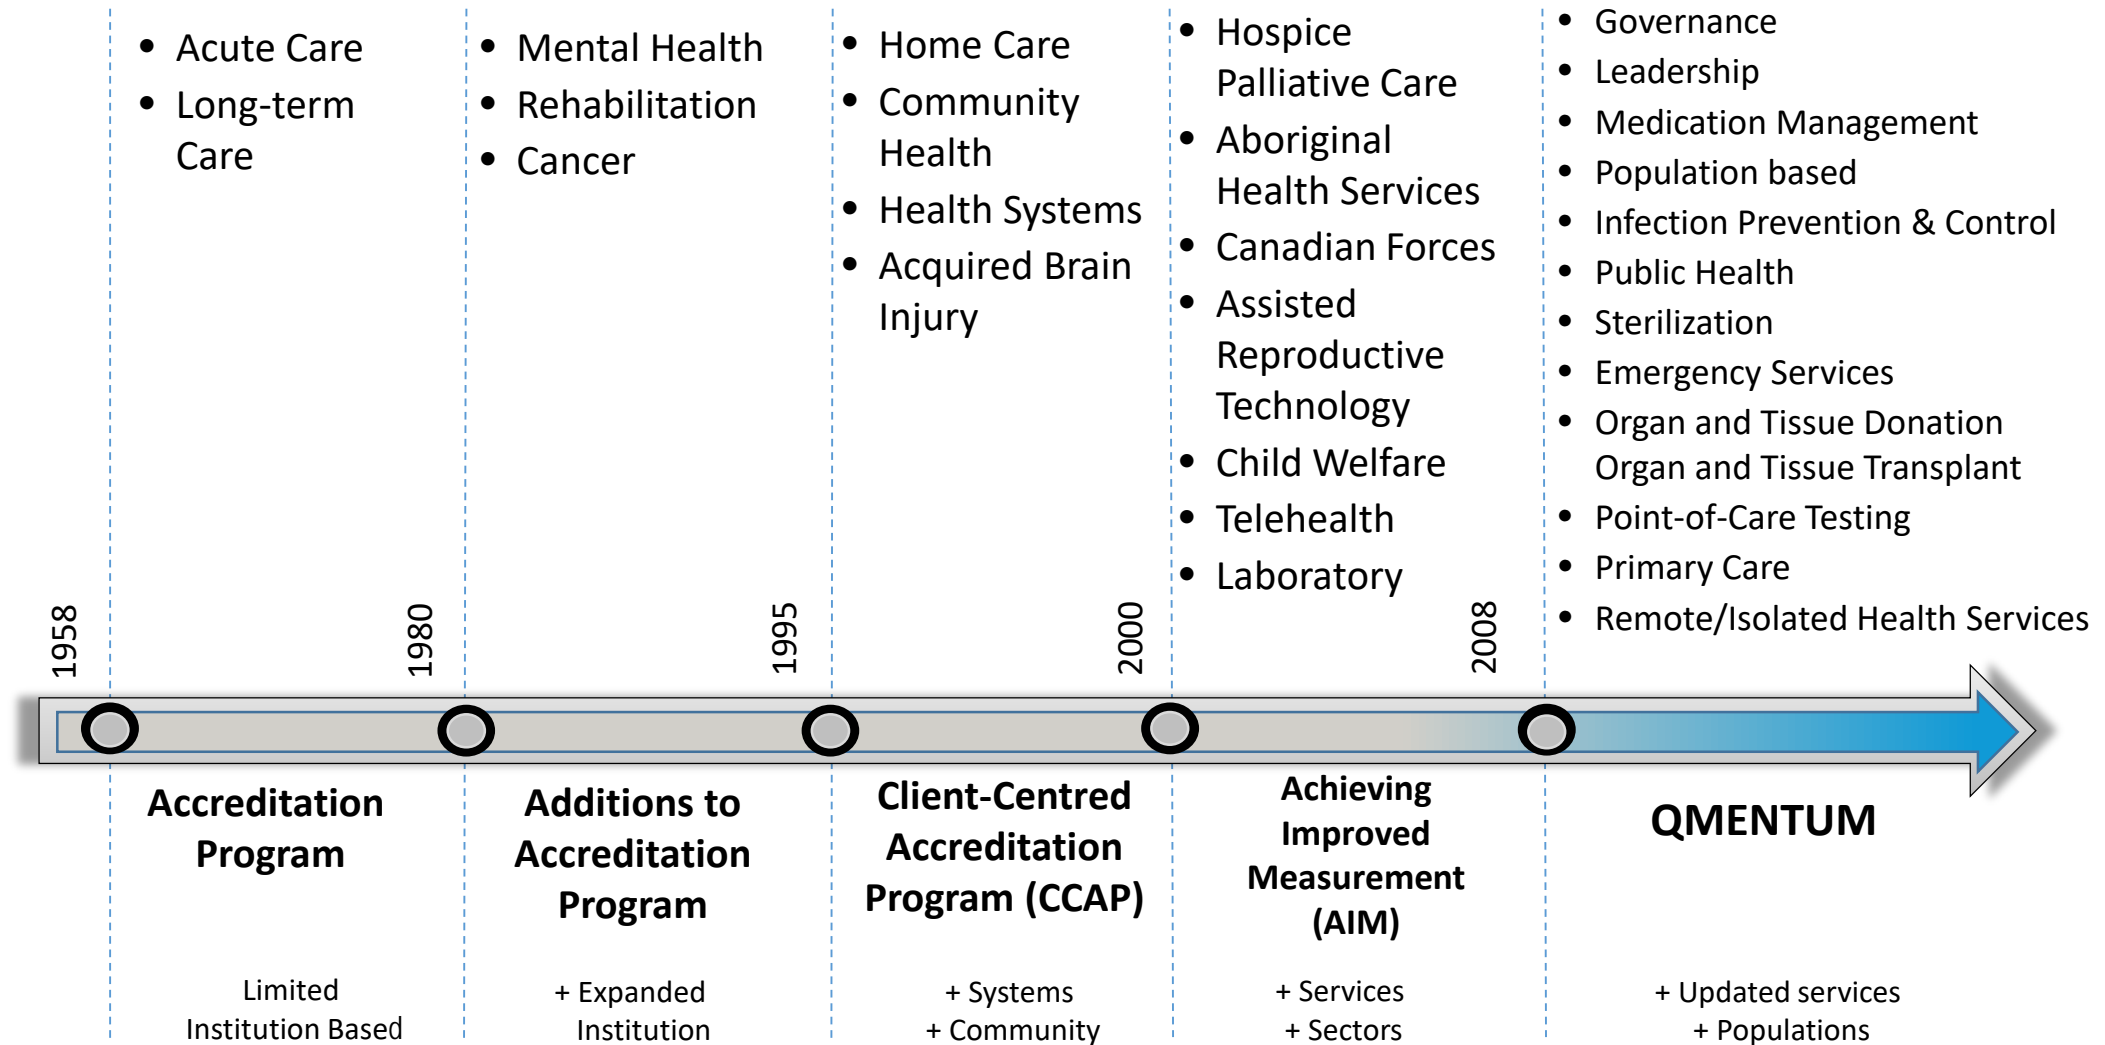 • Acute Care
• Long-term
Care
• Mental Health
• Rehabilitation
• Cancer
• Home Care
• Community
Health
• Health Systems
• Acquired Brain
Injury
• Hospice
Palliative Care
• Aboriginal
Health Services
• Canadian Forces
• Assisted
Reproductive
Technology
• Child Welfare
• Telehealth
• Laboratory
• Governance
• Leadership
• Medication Management
• Population based
• Infection Prevention & Control
• Public Health
• Sterilization
• Emergency Services
• Organ and Tissue Donation
Organ and Tissue Transplant
• Point-of-Care Testing
• Primary Care
• Remote/Isolated Health Services
1958
1980
1995
2000
2008
Accreditation
Program
Additions to
Accreditation
Program
Client-Centred
Accreditation
Program (CCAP)
Achieving
Improved
Measurement
(AIM)
QMENTUM
Limited
Institution Based
+ Expanded
Institution
+ Systems
+ Community
+ Services
+ Sectors
+ Updated services
+ Populations